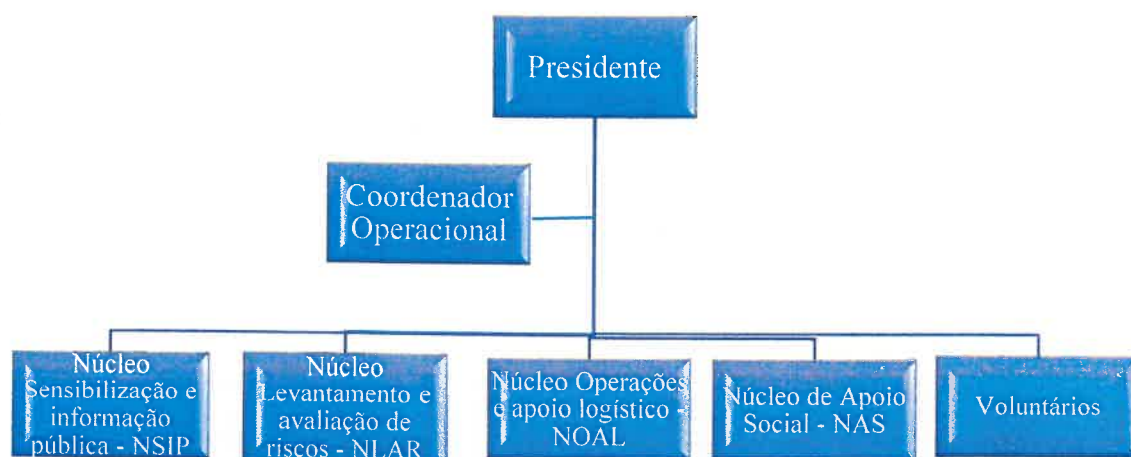 Presidente
Coordenador
Operacional
Núcleo
Sensibilização e
informação
pública - NSIP
Núcleo
Levantamento e
avaliação de
riscos - NLAR
Núcleo Operações
e apoio logístico -
NOAL
Núcleo de Apoio
Social - NAS
Voluntários